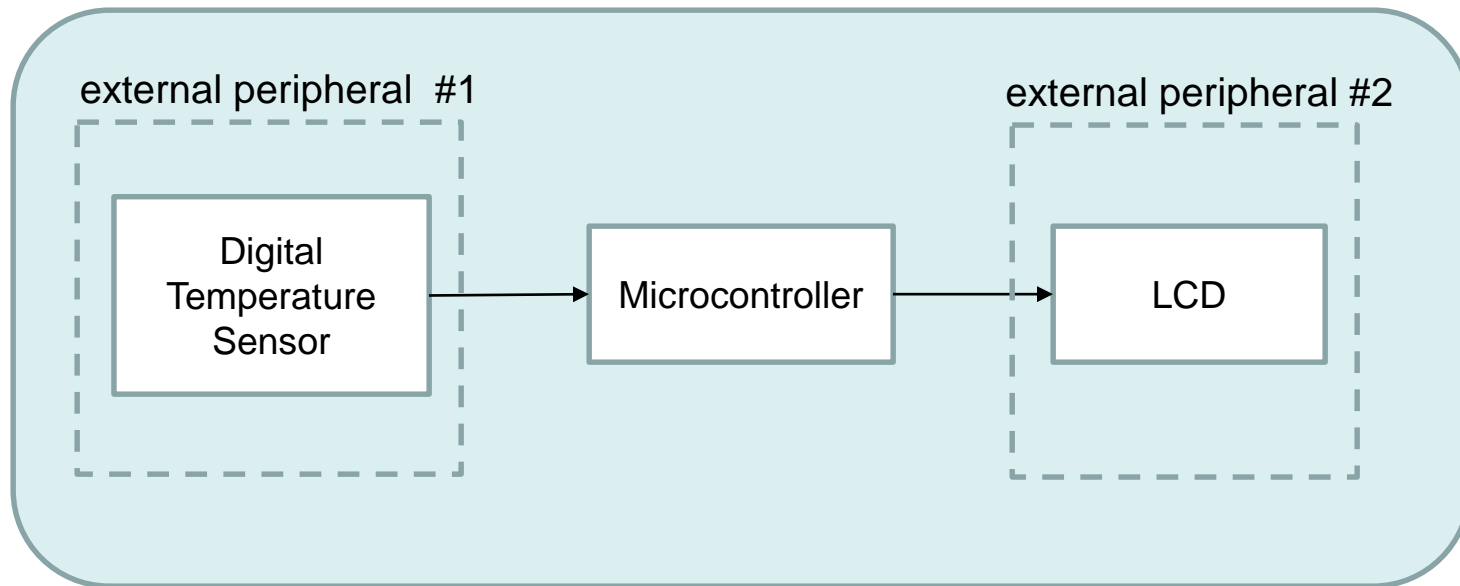 external peripheral  #1
external peripheral #2
Digital
Temperature
Sensor
Microcontroller
LCD